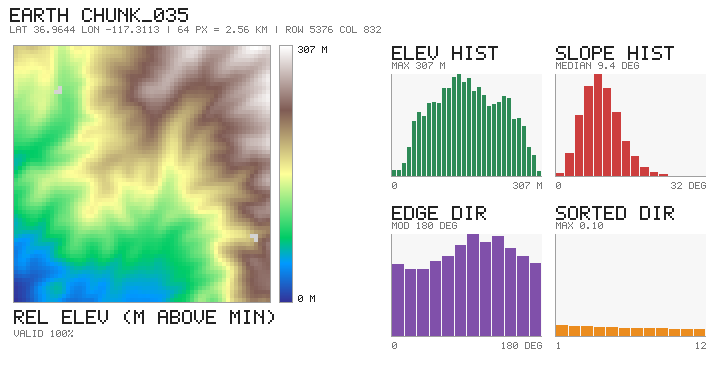 EARTH CHUNK_035
LAT 36.9644 LON -117.3113 | 64 PX = 2.56 KM | ROW 5376 COL 832
307 M
0 M
REL ELEV (M ABOVE MIN)
VALID 100%
ELEV HIST
MAX 307 M
0 307 M
SLOPE HIST
MEDIAN 9.4 DEG
0 32 DEG
EDGE DIR
MOD 180 DEG
0 180 DEG
SORTED DIR
MAX 0.10
1 12